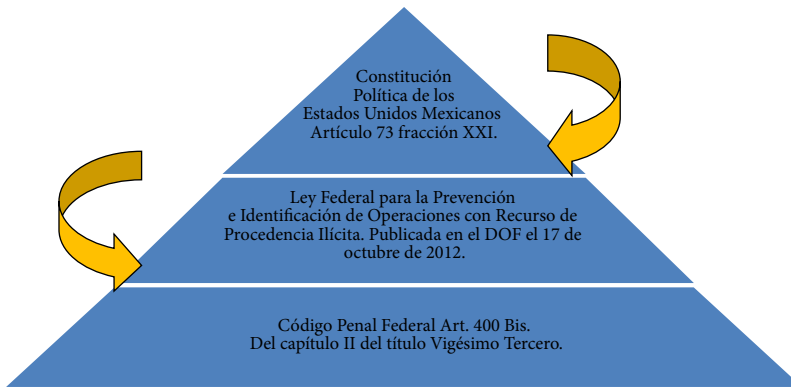 Constitución
Política de los
Estados Unidos Mexicanos
Artículo 73 fracción XXI.
Ley Federal para la Prevención
e Identificación de Operaciones con Recurso de
Procedencia Ilícita. Publicada en el DOF el 17 de
octubre de 2012.
Código Penal Federal Art. 400 Bis.
Del capítulo II del título Vigésimo Tercero.